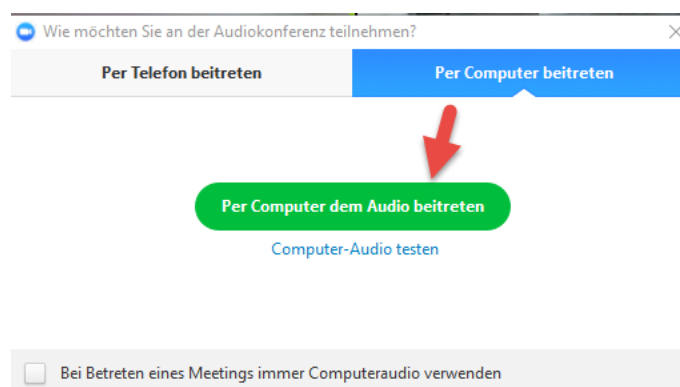 Wie möchten Sie an der Audiokonferenz teilnehmen?
Per Telefon beitreten
Per Computer beitreten
Per Computer dem Audio beitreten
Computer-Audio testen
Bei Betreten eines Meetings immer Computeraudio verwenden